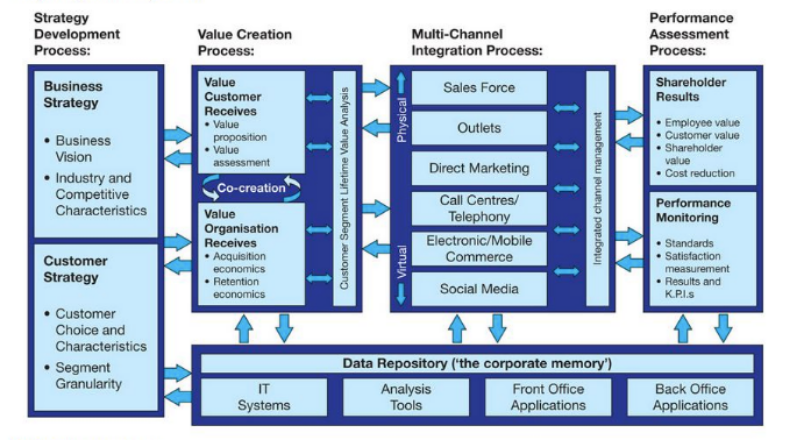 Strategy
Development
Process:
Business
Strategy
• Business
Vision
• Industry and
Competitive
Characteristics
Customer
Strategy
• Customer
Choice and
Characteristics
• Segment
Granularity
Value Creation
Process:
Value
Customer
Receives
• Value
proposition
• Value
assessment
Co-creation
Value
Organisation
Receives
• Acquisition
economics
• Retention
economics
Customer Segment Lifetime Value Analysis
Multi-Channel
Integration Process:
Physical
Virtual
Sales Force
Outlets
Direct Marketing
Call Centres/
Telephony
Electronic/Mobile
Commerce
Social Media
Integrated channel management
Performance
Assessment
Process:
Shareholder
Results
• Employee value
• Customer value
• Shareholder
value
• Cost reduction
Performance
Monitoring
• Standards
• Satisfaction
measurement
• Results and
K.P.I.s
Data Repository (‘the corporate memory’)
IT
Systems
Analysis
Tools
Front Office
Applications
Back Office
Applications